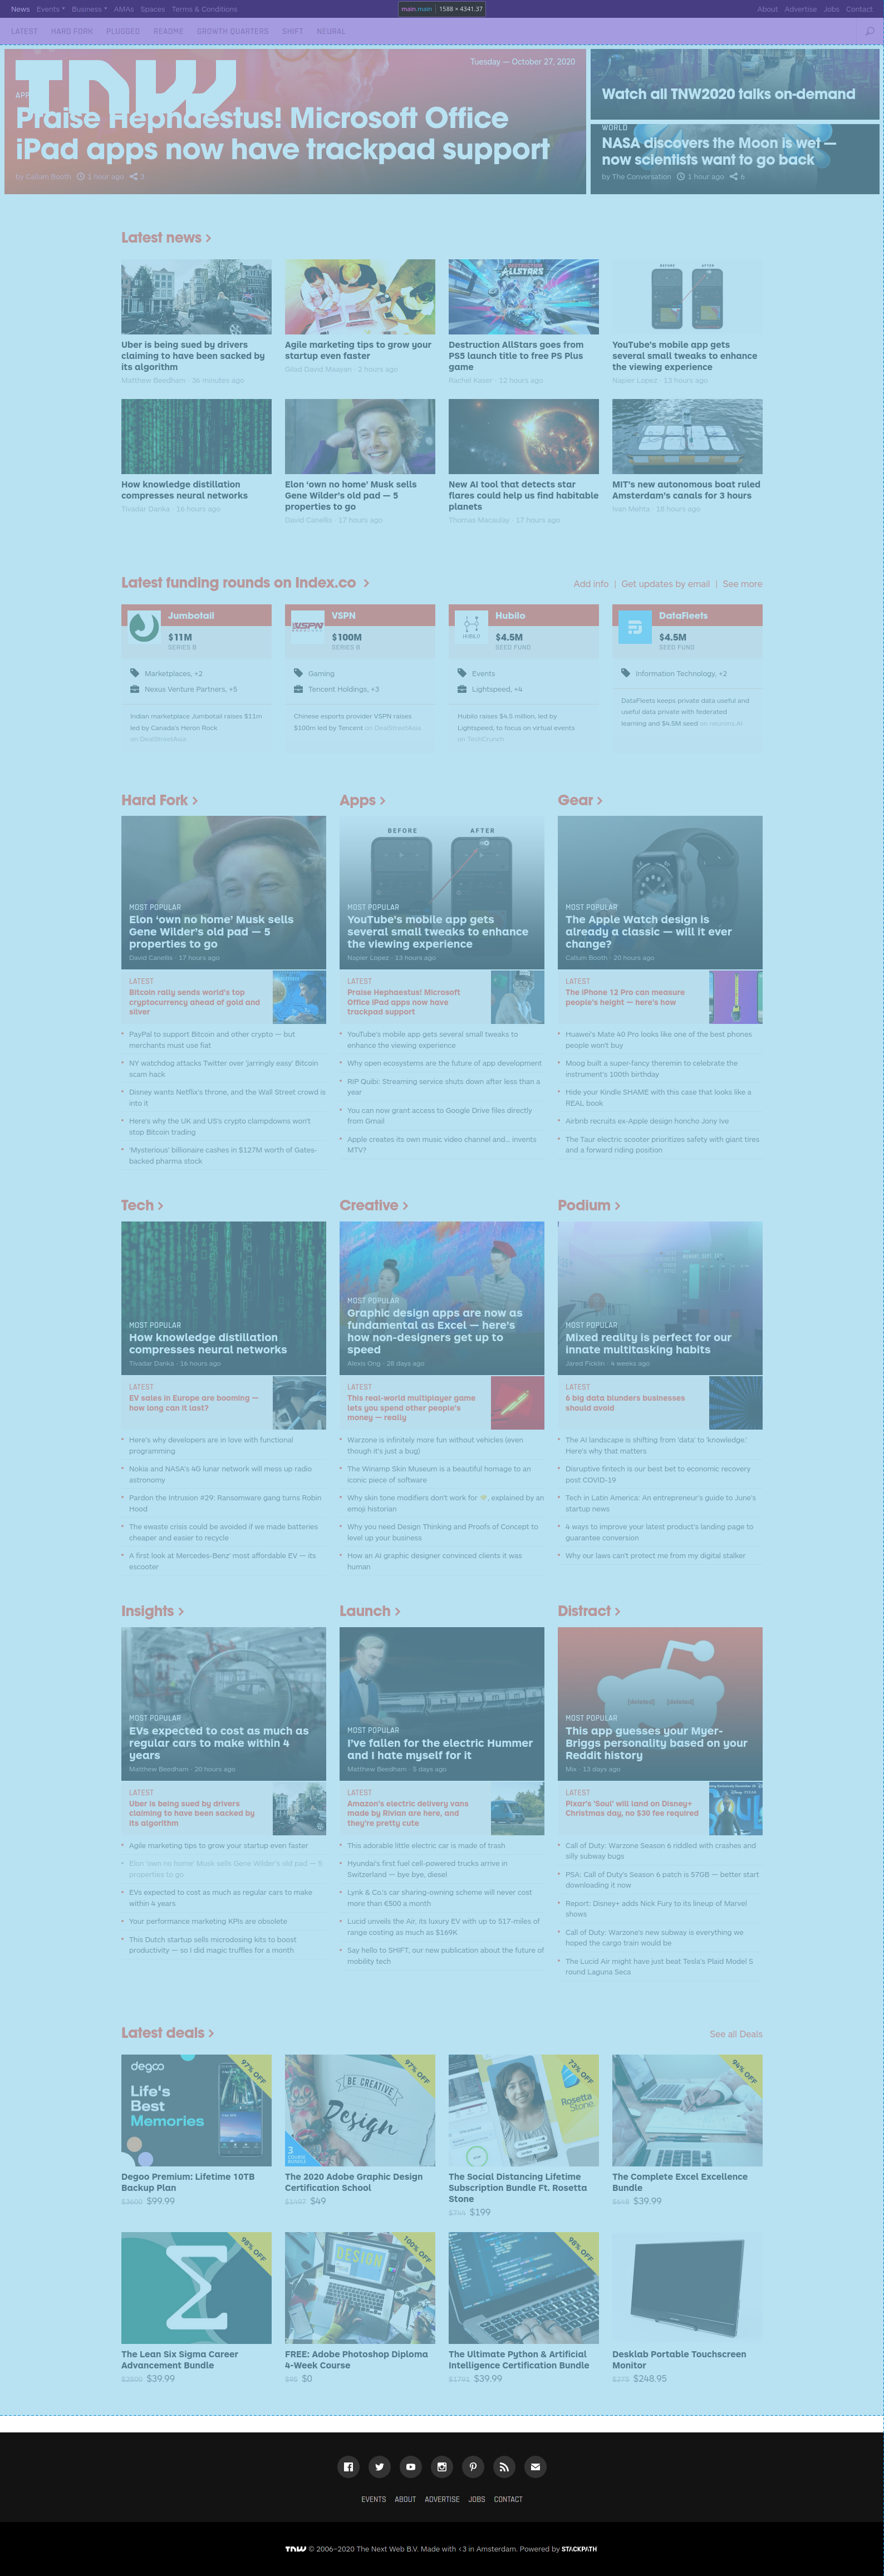 News Events Business AMAs Spaces Terms & Conditions
main.main 1588 × 4341.37
About Advertise Jobs Contact
LATEST HARD FORK PLUGGED README GROWTH QUARTERS SHIFT NEURAL
TNW
Tuesday — October 27, 2020
Praise Hephaestus! Microsoft Office
iPad apps now have trackpad support
by Callum Booth 1 hour ago 3
Watch all TNW2020 talks on-demand
WORLD
NASA discovers the Moon is wet —
now scientists want to go back
by The Conversation 1 hour ago 6
Latest news
Uber is being sued by drivers
claiming to have been sacked by
its algorithm
Matthew Beedham · 36 minutes ago
Agile marketing tips to grow your
startup even faster
Gilad David Maayan · 2 hours ago
DESTRUCTION
ALLSTARS
Destruction AllStars goes from
PS5 launch title to free PS Plus
game
Rachel Kaser · 12 hours ago
BEFORE AFTER
YouTube's mobile app gets
several small tweaks to enhance
the viewing experience
Napier Lopez · 13 hours ago
How knowledge distillation
compresses neural networks
Tivadar Danka · 16 hours ago
Elon ‘own no home’ Musk sells
Gene Wilder’s old pad — 5
properties to go
David Canellis · 17 hours ago
New AI tool that detects star
flares could help us find habitable
planets
Thomas Macaulay · 17 hours ago
MIT's new autonomous boat ruled
Amsterdam's canals for 3 hours
Ivan Mehta · 18 hours ago
Latest funding rounds on Index.co
Add info | Get updates by email | See more
Jumbotail
$11M
SERIES B
Marketplaces, +2
Nexus Venture Partners, +5
Indian marketplace Jumbotail raises $11m
led by Canada's Heron Rock
on DealStreetAsia
VSPN
$100M
SERIES B
Gaming
Tencent Holdings, +3
Chinese esports provider VSPN raises
$100m led by Tencent on DealStreetAsia
Hubilo
$4.5M
SEED FUND
Events
Lightspeed, +4
Hubilo raises $4.5 million, led by
Lightspeed, to focus on virtual events
on TechCrunch
DataFleets
$4.5M
SEED FUND
Information Technology, +2
DataFleets keeps private data useful and
useful data private with federated
learning and $4.5M seed on neurons.AI
Hard Fork
MOST POPULAR
Elon ‘own no home’ Musk sells
Gene Wilder’s old pad — 5
properties to go
David Canellis · 17 hours ago
LATEST
Bitcoin rally sends world's top
cryptocurrency ahead of gold and
silver
PayPal to support Bitcoin and other crypto — but
merchants must use fiat
NY watchdog attacks Twitter over 'jarringly easy' Bitcoin
scam hack
Disney wants Netflix's throne, and the Wall Street crowd is
into it
Here's why the UK and US's crypto clampdowns won't
stop Bitcoin trading
'Mysterious' billionaire cashes in $127M worth of Gates-
backed pharma stock
Apps
BEFORE AFTER
MOST POPULAR
YouTube's mobile app gets
several small tweaks to enhance
the viewing experience
Napier Lopez · 13 hours ago
LATEST
Praise Hephaestus! Microsoft
Office iPad apps now have
trackpad support
YouTube's mobile app gets several small tweaks to
enhance the viewing experience
Why open ecosystems are the future of app development
RIP Quibi: Streaming service shuts down after less than a
year
You can now grant access to Google Drive files directly
from Gmail
Apple creates its own music video channel and... invents
MTV?
Gear
MOST POPULAR
The Apple Watch design is
already a classic — will it ever
change?
Callum Booth · 20 hours ago
LATEST
The iPhone 12 Pro can measure
people's height — here's how
Huawei's Mate 40 Pro looks like one of the best phones
people won't buy
Moog built a super-fancy theremin to celebrate the
instrument's 100th birthday
Hide your Kindle SHAME with this case that looks like a
REAL book
Airbnb recruits ex-Apple design honcho Jony Ive
The Taur electric scooter prioritizes safety with giant tires
and a forward riding position
Tech
MOST POPULAR
How knowledge distillation
compresses neural networks
Tivadar Danka · 16 hours ago
LATEST
EV sales in Europe are booming —
how long can it last?
Here's why developers are in love with functional
programming
Nokia and NASA's 4G lunar network will mess up radio
astronomy
Pardon the Intrusion #29: Ransomware gang turns Robin
Hood
The ewaste crisis could be avoided if we made batteries
cheaper and easier to recycle
A first look at Mercedes-Benz' most affordable EV — its
escooter
Creative
MOST POPULAR
Graphic design apps are now as
fundamental as Excel — here's
how non-designers get up to
speed
Alexis Ong · 28 days ago
LATEST
This real-world multiplayer game
lets you spend other people's
money — really
Warzone is infinitely more fun without vehicles (even
though it's just a bug)
The Winamp Skin Museum is a beautiful homage to an
iconic piece of software
Why skin tone modifiers don't work for 🤝, explained by an
emoji historian
Why you need Design Thinking and Proofs of Concept to
level up your business
How an AI graphic designer convinced clients it was
human
Podium
MOST POPULAR
Mixed reality is perfect for our
innate multitasking habits
Jared Ficklin · 4 weeks ago
LATEST
6 big data blunders businesses
should avoid
The AI landscape is shifting from 'data' to 'knowledge.'
Here's why that matters
Disruptive fintech is our best bet to economic recovery
post COVID-19
Tech in Latin America: An entrepreneur's guide to June's
startup news
4 ways to improve your latest product's landing page to
guarantee conversion
Why our laws can't protect me from my digital stalker
Insights
MOST POPULAR
EVs expected to cost as much as
regular cars to make within 4
years
Matthew Beedham · 20 hours ago
LATEST
Uber is being sued by drivers
claiming to have been sacked by
its algorithm
Agile marketing tips to grow your startup even faster
Elon 'own no home' Musk sells Gene Wilder's old pad — 5
properties to go
EVs expected to cost as much as regular cars to make
within 4 years
Your performance marketing KPIs are obsolete
This Dutch startup sells microdosing kits to boost
productivity — so I did magic truffles for a month
Launch
MOST POPULAR
I've fallen for the electric Hummer
and I hate myself for it
Matthew Beedham · 5 days ago
LATEST
Amazon's electric delivery vans
made by Rivian are here, and
they're pretty cute
This adorable little electric car is made of trash
Hyundai's first fuel cell-powered trucks arrive in
Switzerland — bye bye, diesel
Lynk & Co.'s car sharing-owning scheme will never cost
more than €500 a month
Lucid unveils the Air, its luxury EV with up to 517-miles of
range costing as much as $169K
Say hello to SHIFT, our new publication about the future of
mobility tech
Distract
[deleted] [deleted]
MOST POPULAR
This app guesses your Myer-
Briggs personality based on your
Reddit history
Mix · 13 days ago
LATEST
Pixar's 'Soul' will land on Disney+
Christmas day, no $30 fee required
Call of Duty: Warzone Season 6 riddled with crashes and
silly subway bugs
PSA: Call of Duty's Season 6 patch is 57GB — better start
downloading it now
Report: Disney+ adds Nick Fury to its lineup of Marvel
shows
Call of Duty: Warzone's new subway is everything we
hoped the cargo train would be
The Lucid Air might have just beat Tesla's Plaid Model S
round Laguna Seca
Latest deals
See all Deals
degoo
Life's
Best
Memories
97% OFF
Degoo Premium: Lifetime 10TB
Backup Plan
$3600 $99.99
BE CREATIVE
Design
3
COURSE
BUNDLE
97% OFF
The 2020 Adobe Graphic Design
Certification School
$1497 $49
73% OFF
Rosetta
Stone
The Social Distancing Lifetime
Subscription Bundle Ft. Rosetta
Stone
$744 $199
94% OFF
The Complete Excel Excellence
Bundle
$39.99
98% OFF
The Lean Six Sigma Career
Advancement Bundle
$2600 $39.99
DESIGN
100% OFF
FREE: Adobe Photoshop Diploma
4-Week Course
$0
98% OFF
The Ultimate Python & Artificial
Intelligence Certification Bundle
$39.99
Desklab Portable Touchscreen
Monitor
$248.95
EVENTS ABOUT ADVERTISE JOBS CONTACT
TNW © 2006–2020 The Next Web B.V. Made with <3 in Amsterdam. Powered by STACKPATH